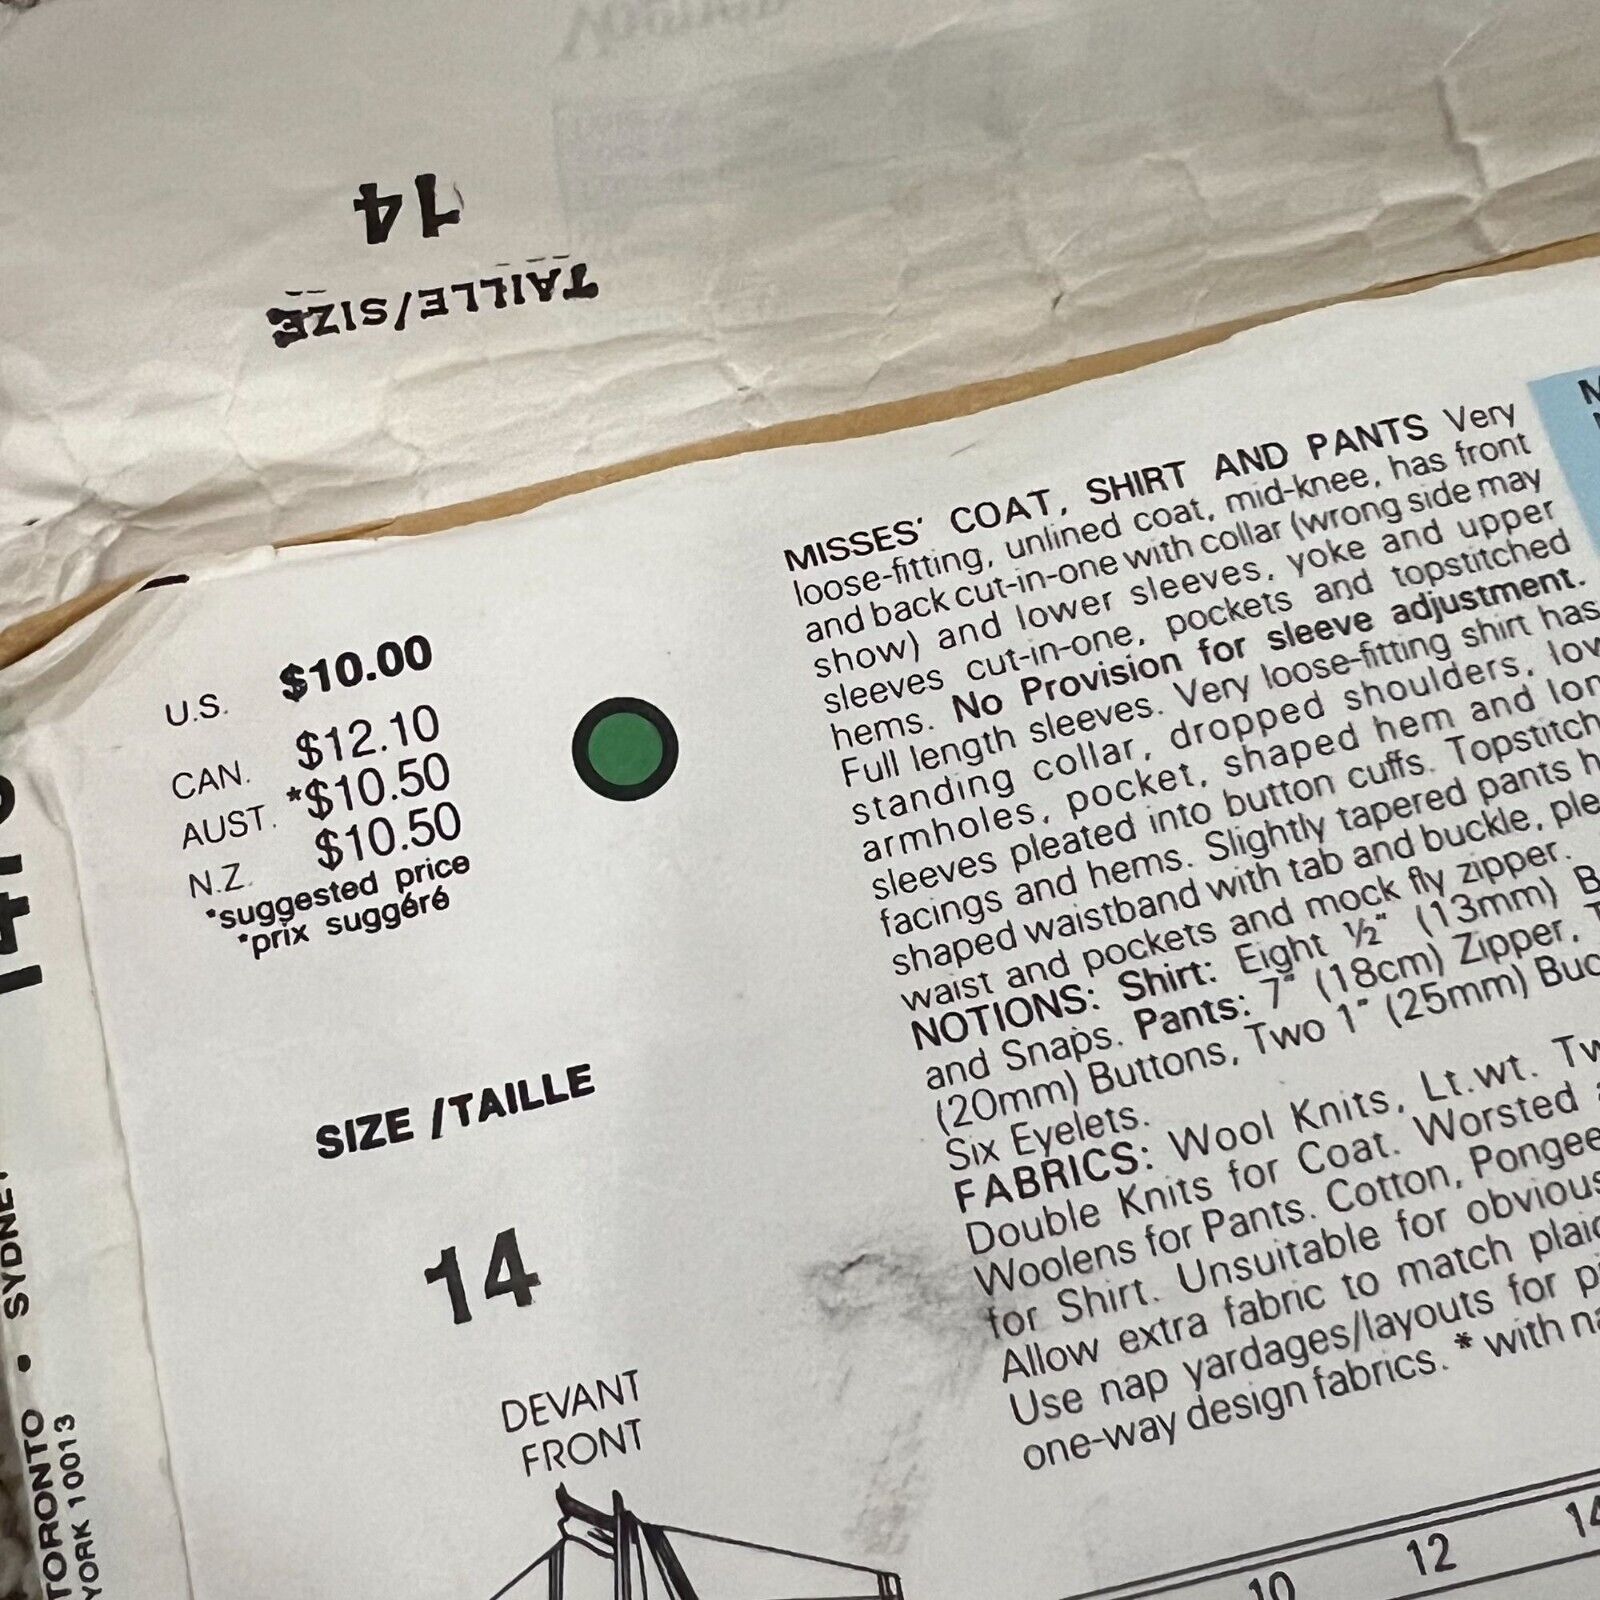 14
TAILLE/SIZE
U.S. $10.00
CAN. $12.10
AUST. *$10.50
N.Z. $10.50
*suggested price
*prix suggéré
SIZE /TAILLE
14
DEVANT
FRONT
MISSES' COAT, SHIRT AND PANTS Very
loose-fitting, unlined coat, mid-knee, has front
and back cut-in-one with collar (wrong side may
show) and lower sleeves, yoke and upper
sleeves cut-in-one, pockets and topstitched
hems. No Provision for sleeve adjustment.
Full length sleeves. Very loose-fitting shirt has
standing collar, dropped shoulders,
armholes, pocket, shaped hem and
sleeves pleated into button cuffs.
facings and hems. Slightly tapered pants
shaped waistband with tab and buckle,
waist and pockets and mock fly zipper.
NOTIONS: Shirt: Eight ½" (13mm)
and Snaps. Pants: 7" (18cm) Zipper,
(20mm) Buttons, Two 1" (25mm)
Six Eyelets.
FABRICS: Wool Knits, Lt.wt.
Double Knits for Coat. Worsted
Woolens for Pants. Cotton, Pongee
for Shirt. Unsuitable for obvious
Allow extra fabric to match
Use nap yardages/layouts for
one-way design fabrics. * with
10 12 14
SYDNEY
TORONTO •
YORK 10013